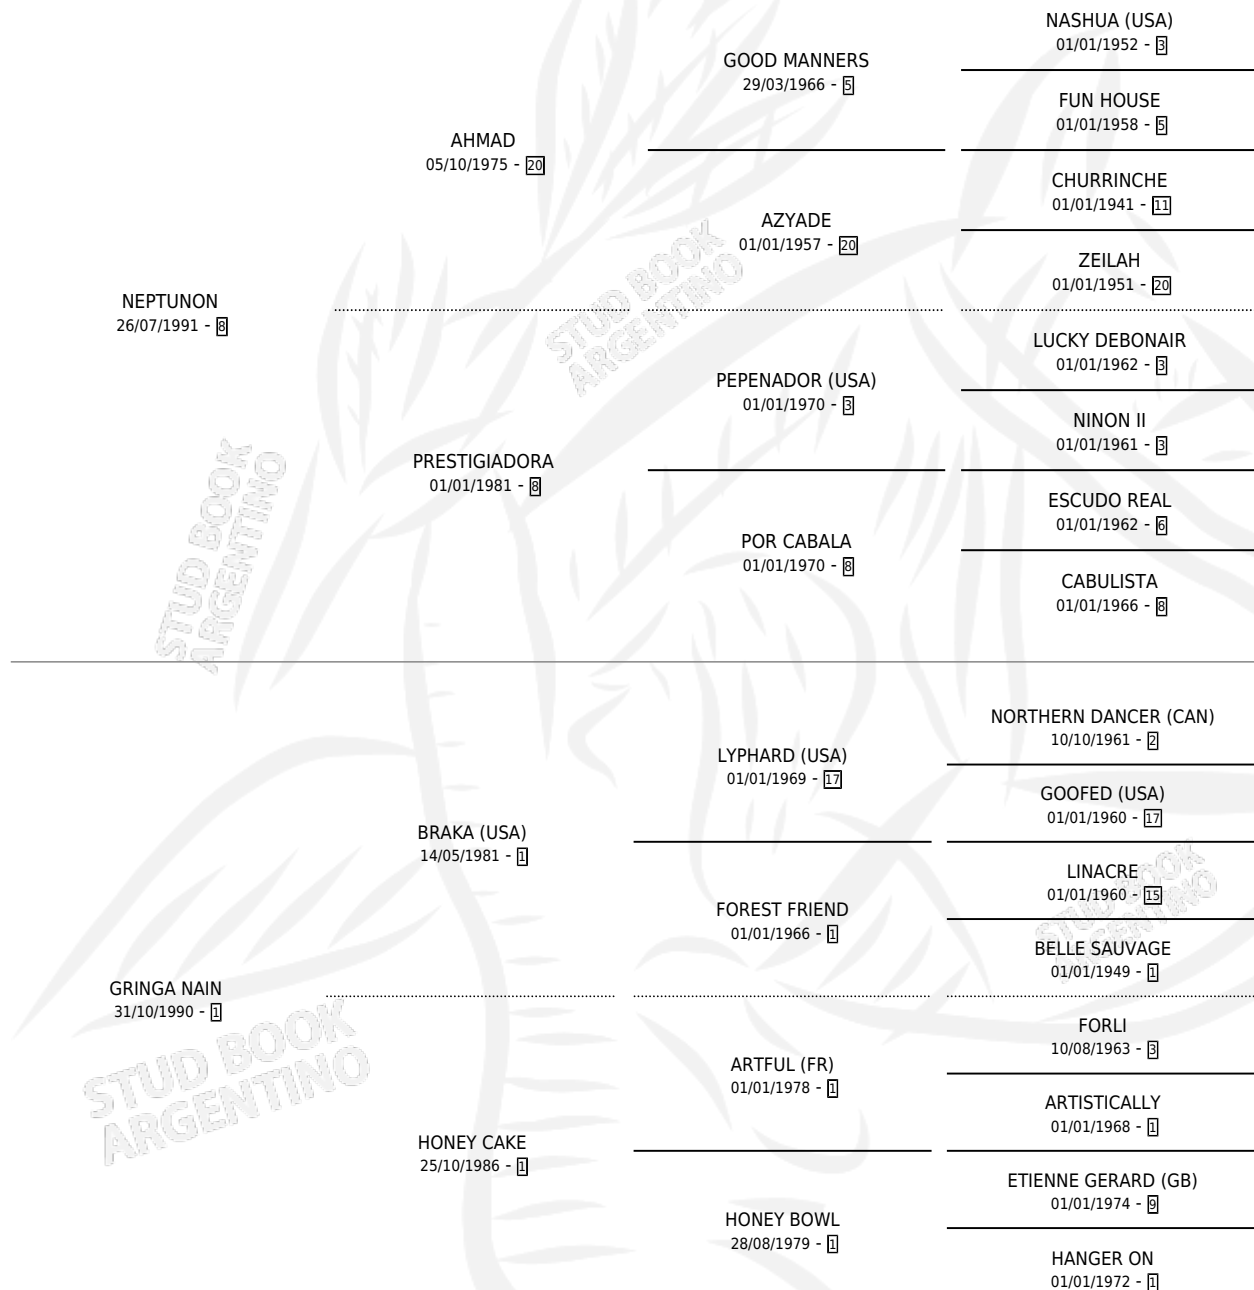 NEPTUNON
26/07/1991 - 8
AHMAD
05/10/1975 - 20
GOOD MANNERS
29/03/1966 - 5
NASHUA (USA)
01/01/1952 - 3
FUN HOUSE
01/01/1958 - 5
AZYADE
01/01/1957 - 20
CHURRINCHE
01/01/1941 - 11
ZEILAH
01/01/1951 - 20
PRESTIGIADORA
01/01/1981 - 8
PEPENADOR (USA)
01/01/1970 - 3
LUCKY DEBONAIR
01/01/1962 - 3
NINON II
01/01/1961 - 3
POR CABALA
01/01/1970 - 8
ESCUDO REAL
01/01/1962 - 6
CABULISTA
01/01/1966 - 8
GRINGA NAIN
31/10/1990 - 1
BRAKA (USA)
14/05/1981 - 1
LYPHARD (USA)
01/01/1969 - 17
NORTHERN DANCER (CAN)
10/10/1961 - 2
GOOFED (USA)
01/01/1960 - 17
FOREST FRIEND
01/01/1966 - 1
LINACRE
01/01/1960 - 15
BELLE SAUVAGE
01/01/1949 - 1
HONEY CAKE
25/10/1986 - 1
ARTFUL (FR)
01/01/1978 - 1
FORLI
10/08/1963 - 3
ARTISTICALLY
01/01/1968 - 1
HONEY BOWL
28/08/1979 - 1
ETIENNE GERARD (GB)
01/01/1974 - 9
HANGER ON
01/01/1972 - 1
STUD BOOK
ARGENTINO
STUD BOOK
ARGENTINO
STUD BOOK
ARGENTINO
STUD BOOK
ARGENTINO